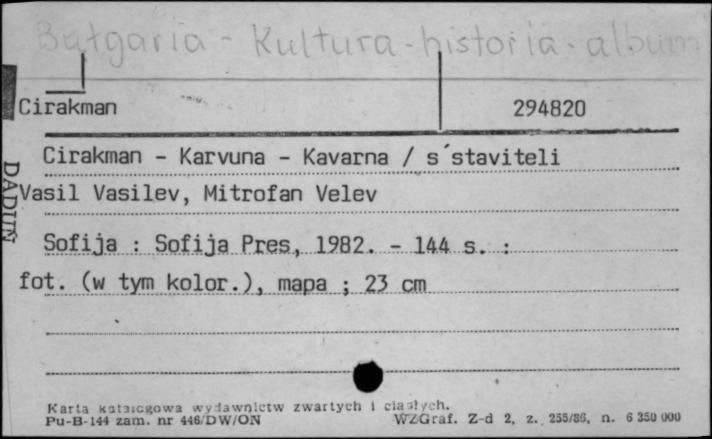 Bułgaria - Kultura - historia - album
Cirakman 294820
Cirakman - Karvuna - Kavarna / s´staviteli
DADUŃ
Vasil Vasilev, Mitrofan Velev
Sofija : Sofija Pres, 1982. - 144 s. :
fot. (w tym kolor.), mapa ; 23 cm
Karta katalogowa wydawnictw zwartych i ciągłych.
Pu-B-144 zam. nr 446/DW/ON WZGraf. Z-d 2, z. 255/86, n. 6 350 000